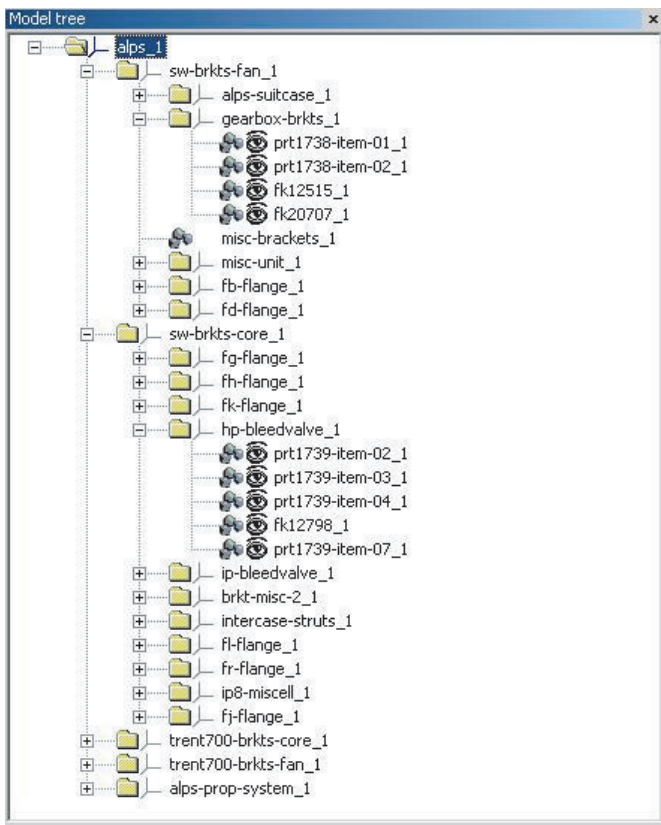 Model tree
alps_1
sw-brkts-fan_1
alps-suitcase_1
gearbox-brkts_1
prt1738-item-01_1
prt1738-item-02_1
fk12515_1
fk20707_1
misc-brackets_1
misc-unit_1
fb-flange_1
fd-flange_1
sw-brkts-core_1
fg-flange_1
fh-flange_1
fk-flange_1
hp-bleedvalve_1
prt1739-item-02_1
prt1739-item-03_1
prt1739-item-04_1
fk12798_1
prt1739-item-07_1
ip-bleedvalve_1
brkt-misc-2_1
intercase-struts_1
fl-flange_1
fr-flange_1
ip8-miscell_1
fj-flange_1
trent700-brkts-core_1
trent700-brkts-fan_1
alps-prop-system_1